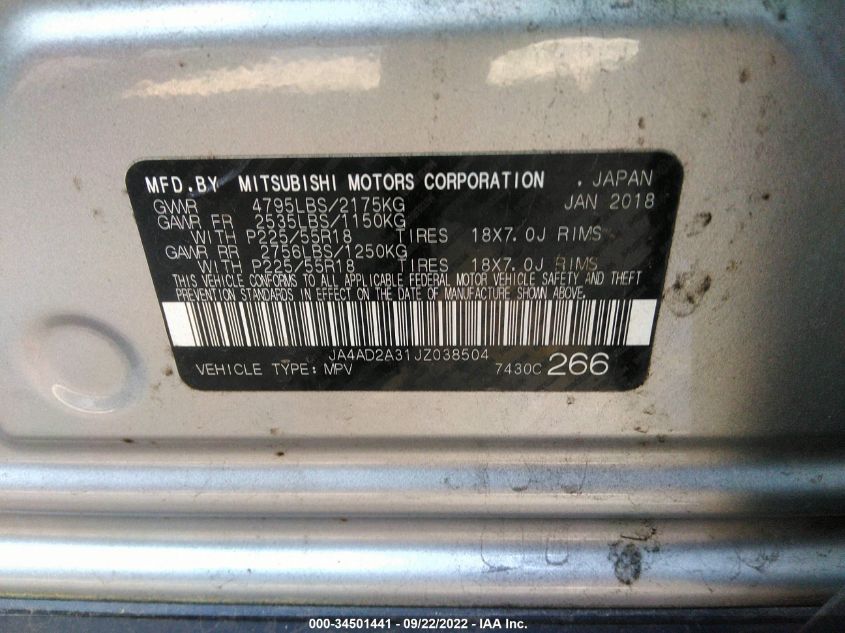 MFD.BY MITSUBISHI MOTORS CORPORATION , JAPAN
GVWR 4795LBS/2175KG JAN 2018
GAWR FR 2535LBS/1150KG
WITH P225/55R18 TIRES 18X7.0J RIMS
GAWR RR 2756LBS/1250KG
WITH P225/55R18 TIRES 18X7.0J RIMS
THIS VEHICLE CONFORMS TO ALL APPLICABLE FEDERAL MOTOR VEHICLE SAFETY AND THEFT
PREVENTION STANDARDS IN EFFECT ON THE DATE OF MANUFACTURE SHOWN ABOVE.
JA4AD2A31JZ038504
VEHICLE TYPE: MPV 7430C 266
000-34501441 - 09/22/2022 - IAA Inc.